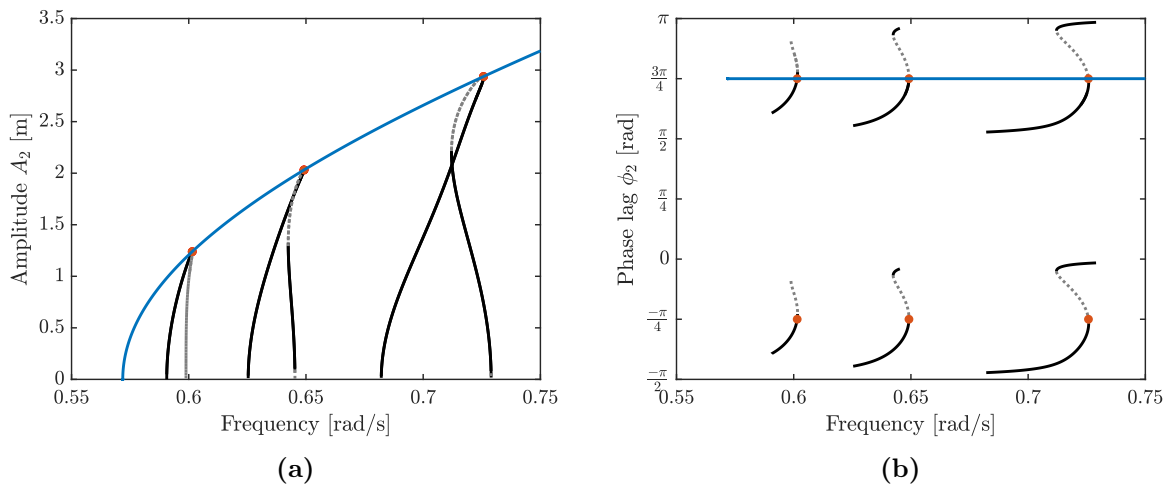 3.5
3
2.5
2
1.5
1
0.5
0
0.55
0.6
0.65
0.7
0.75
Amplitude A₂ [m]
Frequency [rad/s]
(a)
π
3π/4
π/2
π/4
0
-π/4
-π/2
0.55
0.6
0.65
0.7
0.75
Phase lag ϕ₂ [rad]
Frequency [rad/s]
(b)